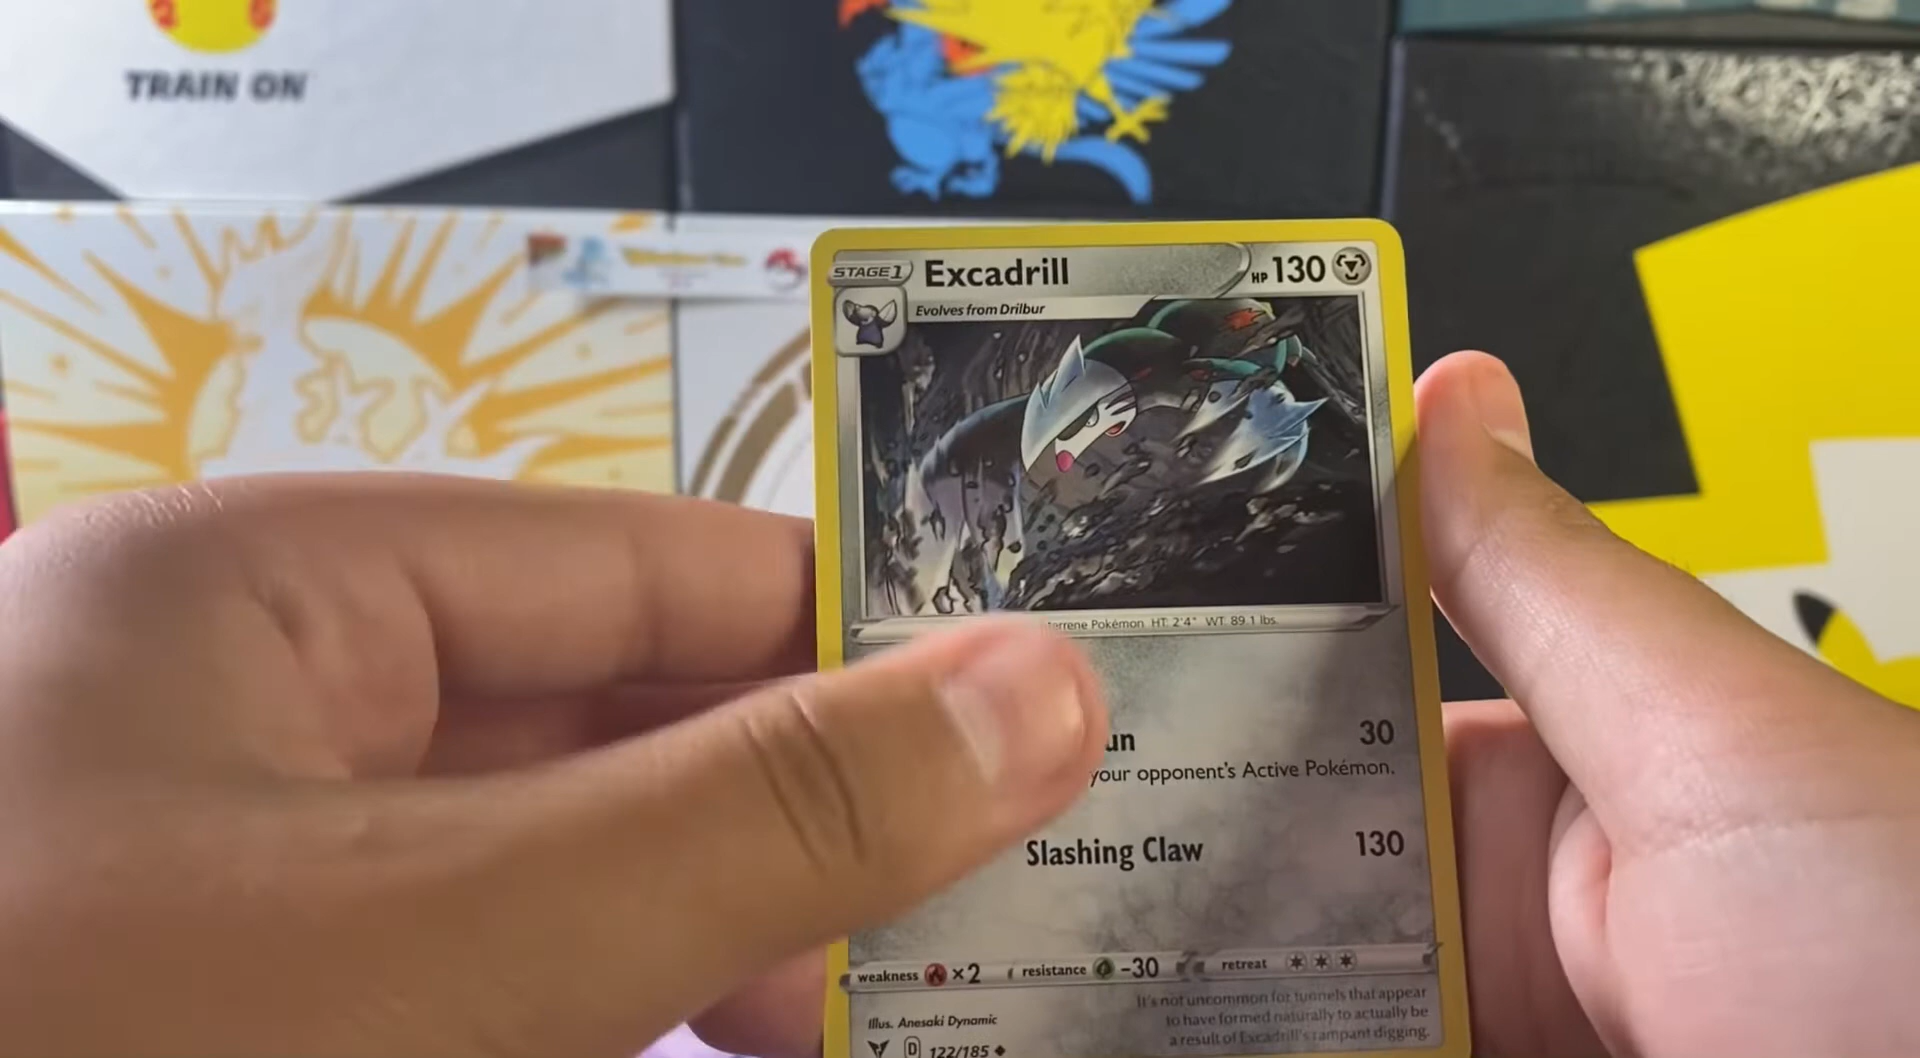 TRAIN ON
STAGE 1
Excadrill
HP 130
Evolves from Drilbur
Pokémon HT: 2'4" WT: 89.1 lbs.
30
your opponent's Active Pokémon.
Slashing Claw 130
weakness ×2 resistance -30 retreat
It's not uncommon for tunnels that appear
to have formed naturally to actually be
a result of Excadrill's rampant digging.
Illus. Anesaki Dynamic
D 122/185